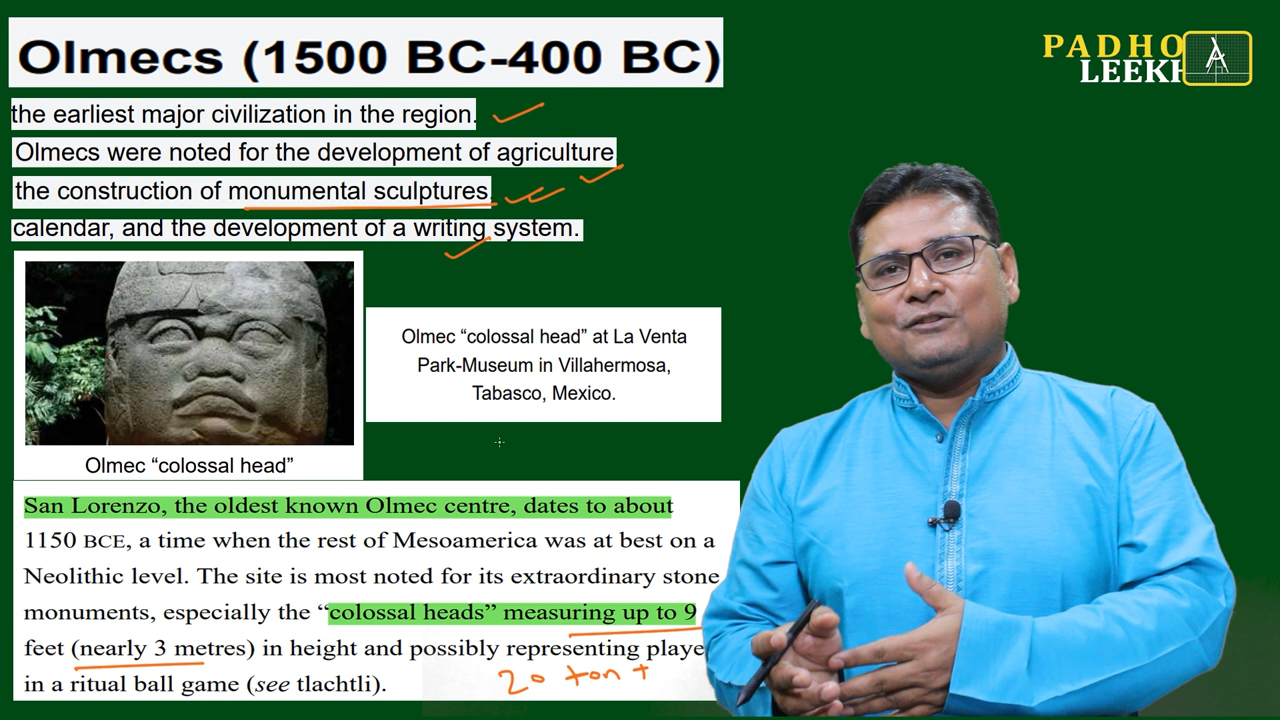 Olmecs (1500 BC-400 BC)
PADHO
LEEKH
the earliest major civilization in the region.
Olmecs were noted for the development of agriculture
the construction of monumental sculptures
calendar, and the development of a writing system.
Olmec “colossal head” at La Venta
Park-Museum in Villahermosa,
Tabasco, Mexico.
Olmec “colossal head”
San Lorenzo, the oldest known Olmec centre, dates to about
1150 BCE, a time when the rest of Mesoamerica was at best on a
Neolithic level. The site is most noted for its extraordinary stone
monuments, especially the “colossal heads” measuring up to 9
feet (nearly 3 metres) in height and possibly representing playe
in a ritual ball game (see tlachtli).
20 ton +